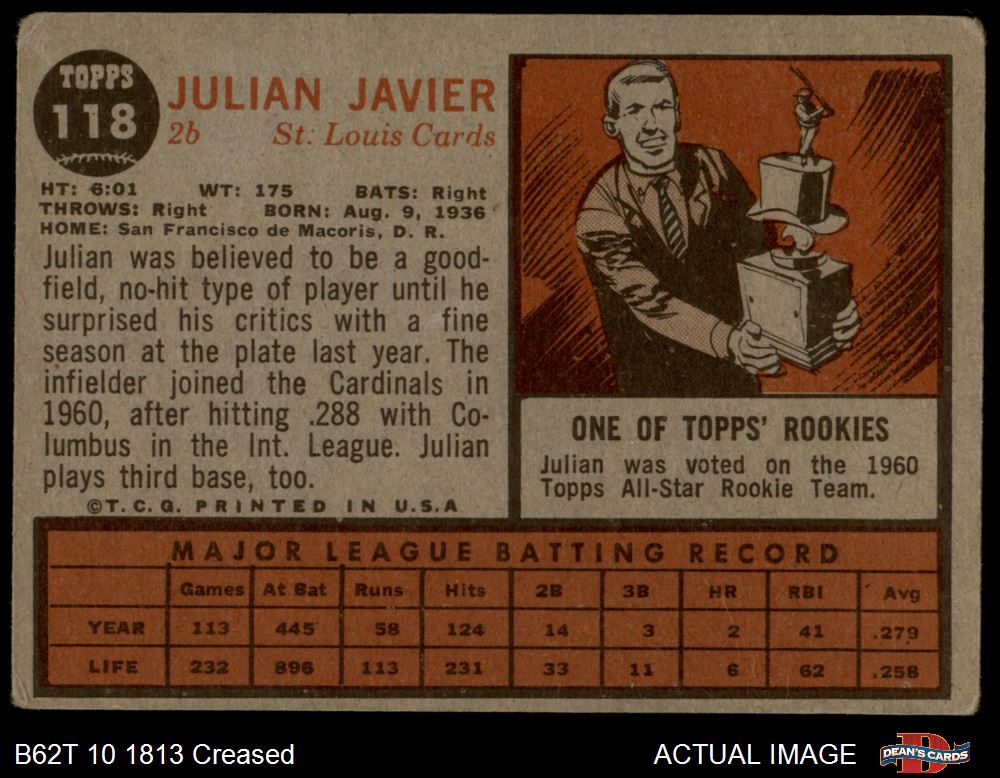 TOPPS
118
JULIAN JAVIER
2b St. Louis Cards
HT: 6:01 WT: 175 BATS: Right
THROWS: Right BORN: Aug. 9, 1936
HOME: San Francisco de Macoris, D. R.
Julian was believed to be a good-
field, no-hit type of player until he
surprised his critics with a fine
season at the plate last year. The
infielder joined the Cardinals in
1960, after hitting .288 with Co-
lumbus in the Int. League. Julian
plays third base, too.
©T.C.G. PRINTED IN U.S.A
ONE OF TOPPS' ROOKIES
Julian was voted on the 1960
Topps All-Star Rookie Team.
MAJOR LEAGUE BATTING RECORD
Games At Bat Runs Hits 2B 3B HR RBI Avg
YEAR 113 445 58 124 14 3 2 41 .279
LIFE 232 896 113 231 33 11 6 62 .258
B62T 10 1813 Creased
ACTUAL IMAGE
DEAN'S CARDS